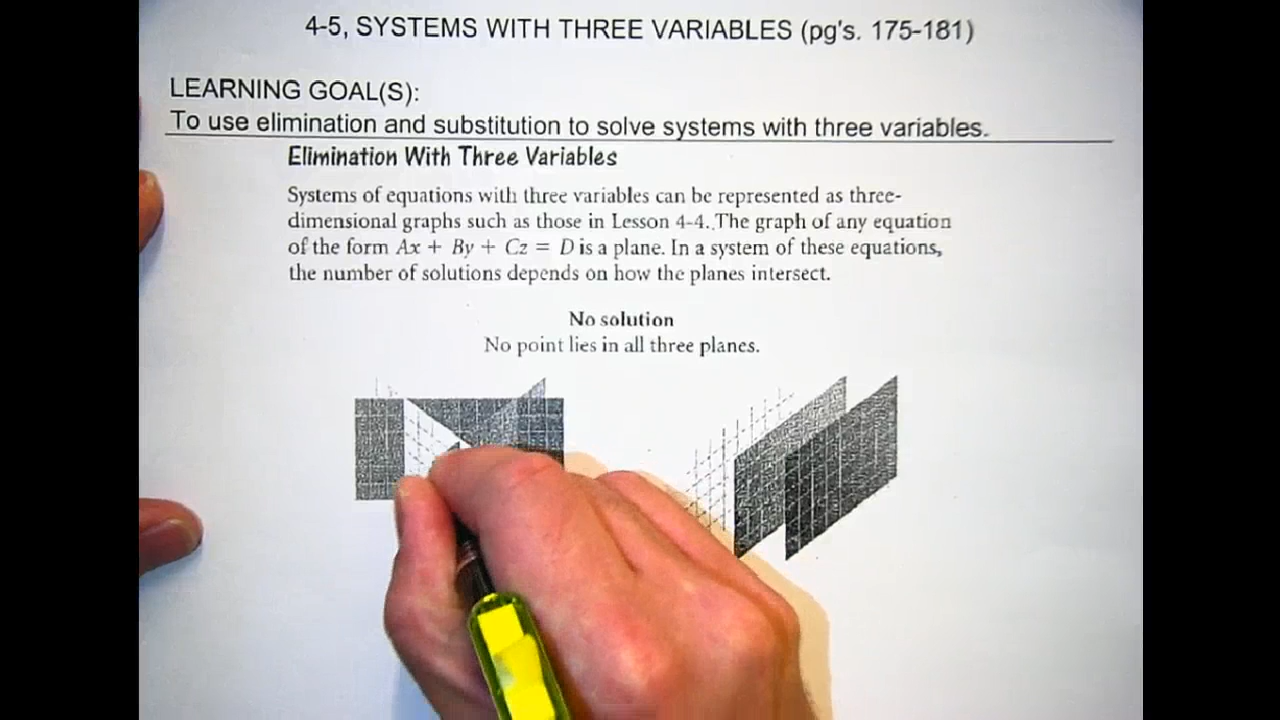 4-5, SYSTEMS WITH THREE VARIABLES (pg's. 175-181)
LEARNING GOAL(S):
To use elimination and substitution to solve systems with three variables.
Elimination With Three Variables
Systems of equations with three variables can be represented as three-
dimensional graphs such as those in Lesson 4-4. The graph of any equation
of the form Ax + By + Cz = D is a plane. In a system of these equations,
the number of solutions depends on how the planes intersect.
No solution
No point lies in all three planes.